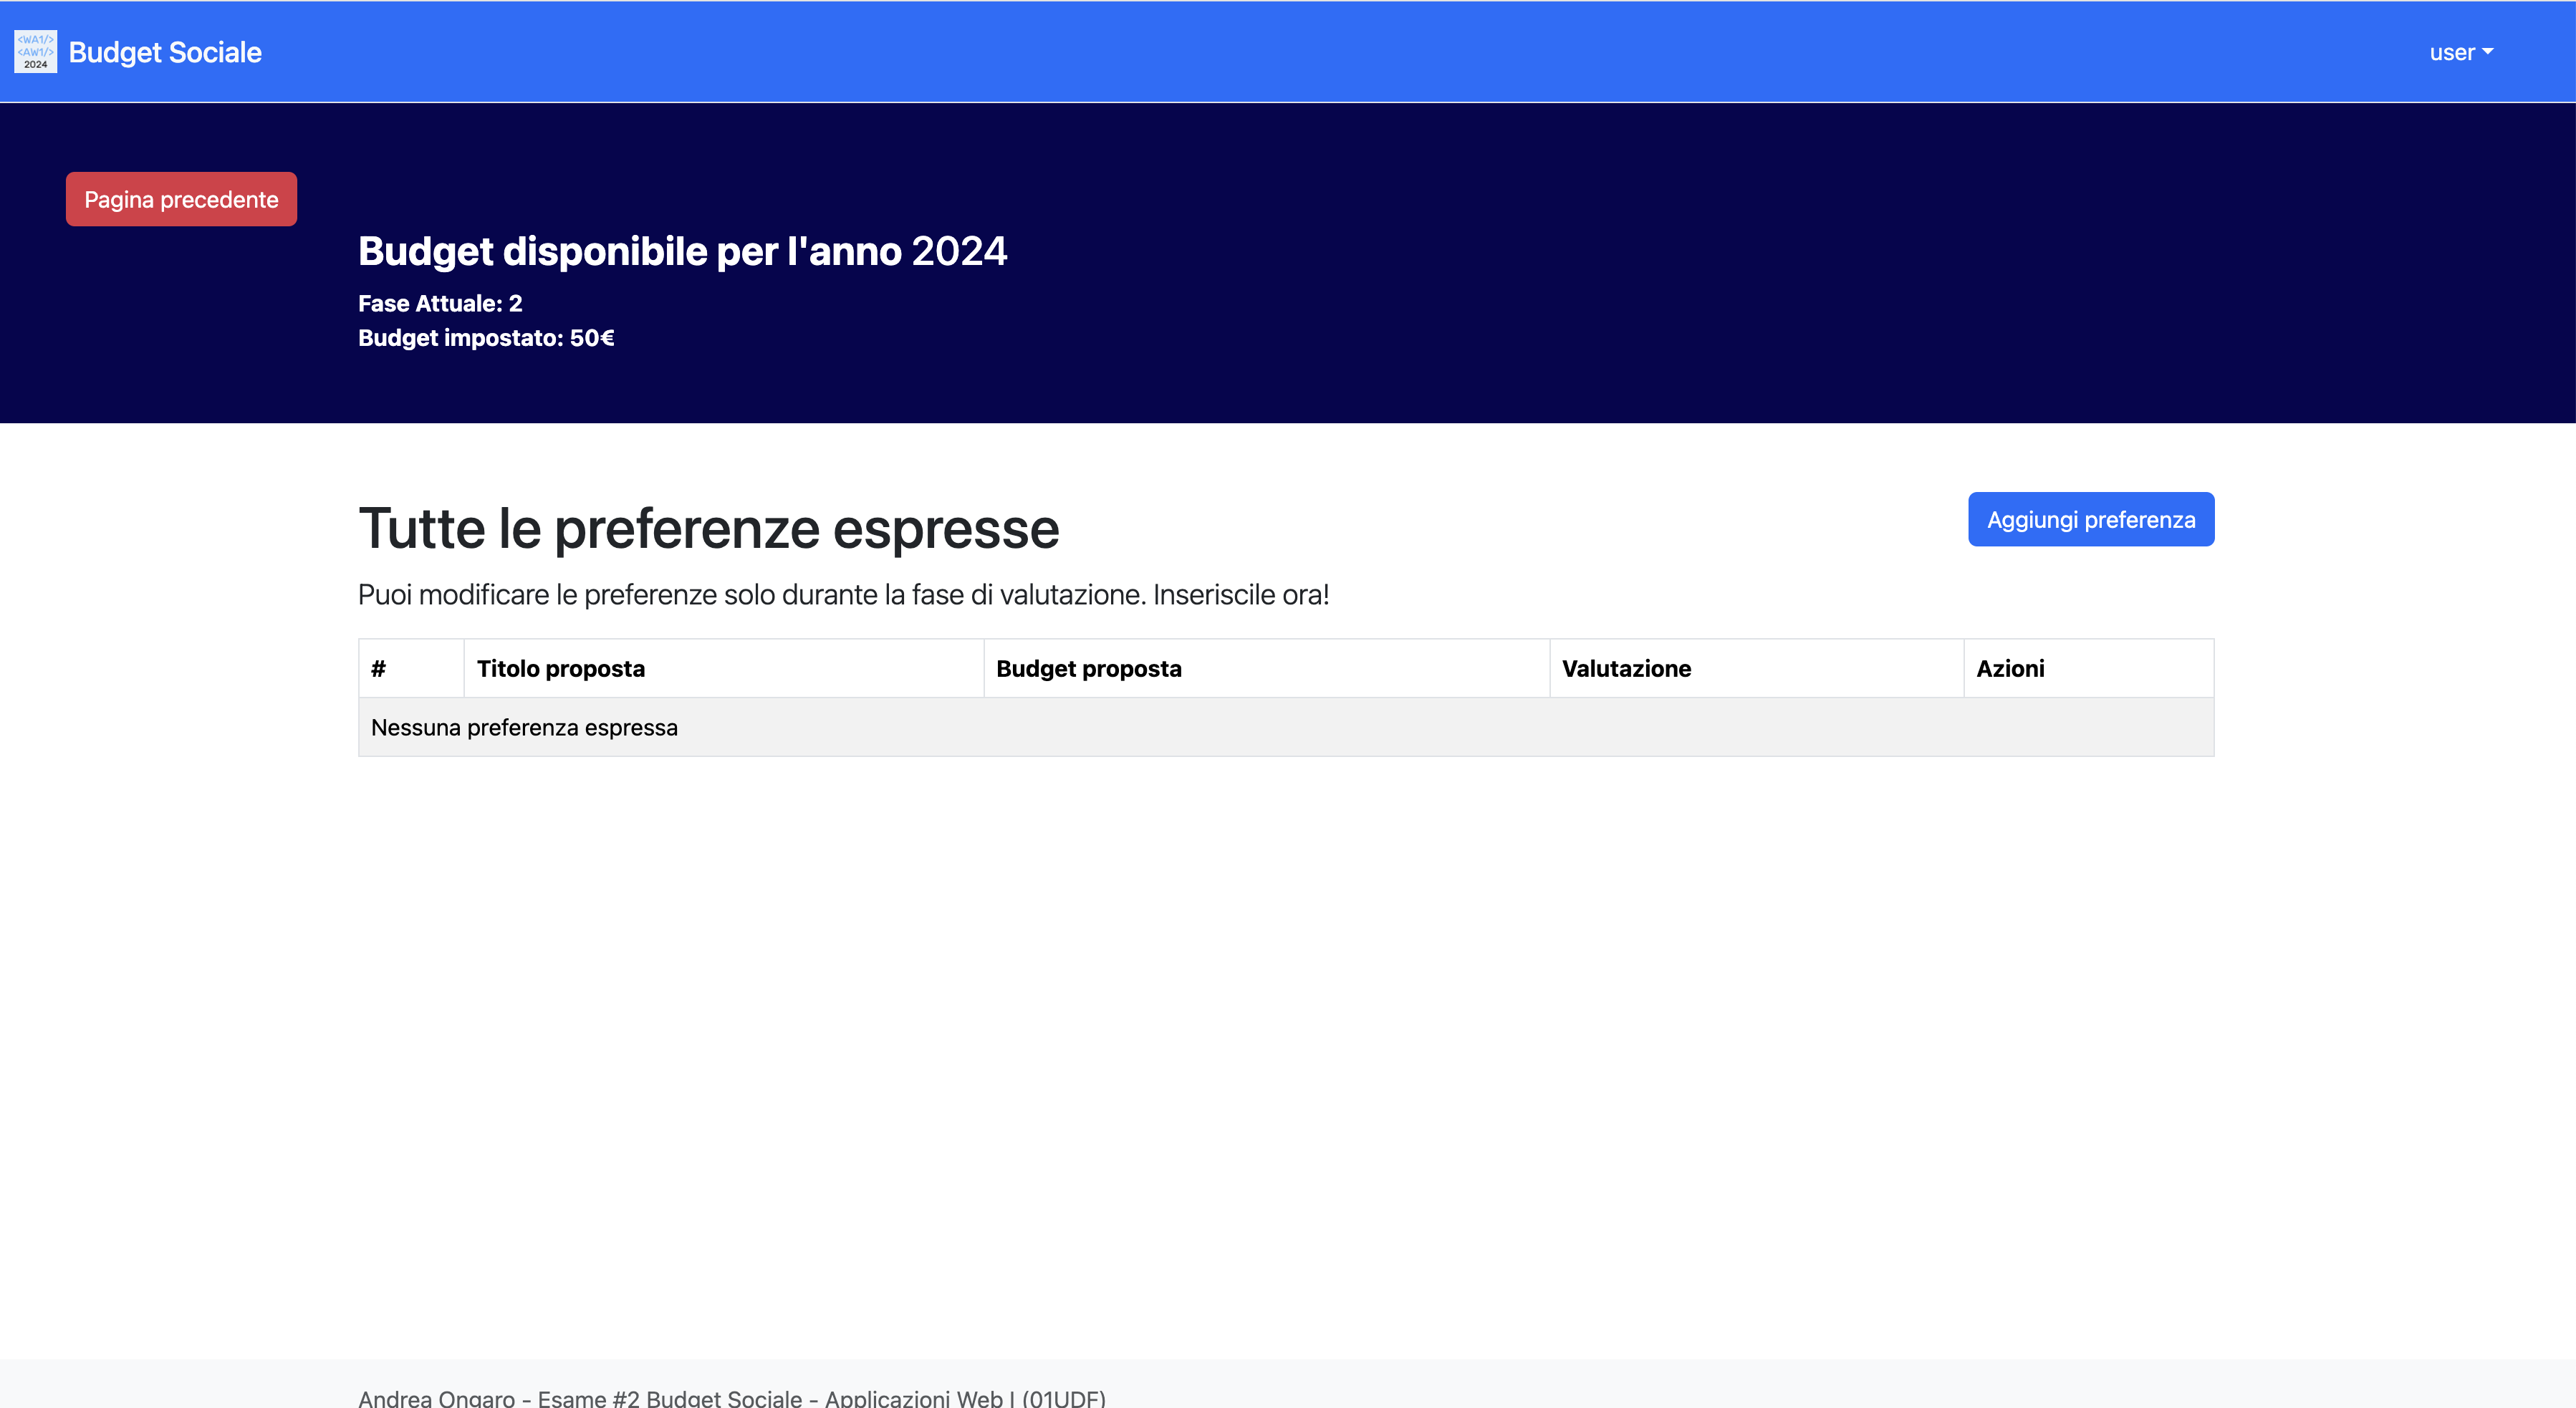 <WA1/>
<AW1/>
2024
Budget Sociale
user
Pagina precedente
Budget disponibile per l'anno 2024
Fase Attuale: 2
Budget impostato: 50€
Tutte le preferenze espresse
Aggiungi preferenza
Puoi modificare le preferenze solo durante la fase di valutazione. Inseriscile ora!
# Titolo proposta Budget proposta Valutazione Azioni
Nessuna preferenza espressa
Andrea Ongaro - Esame #2 Budget Sociale - Applicazioni Web I (01UDF)